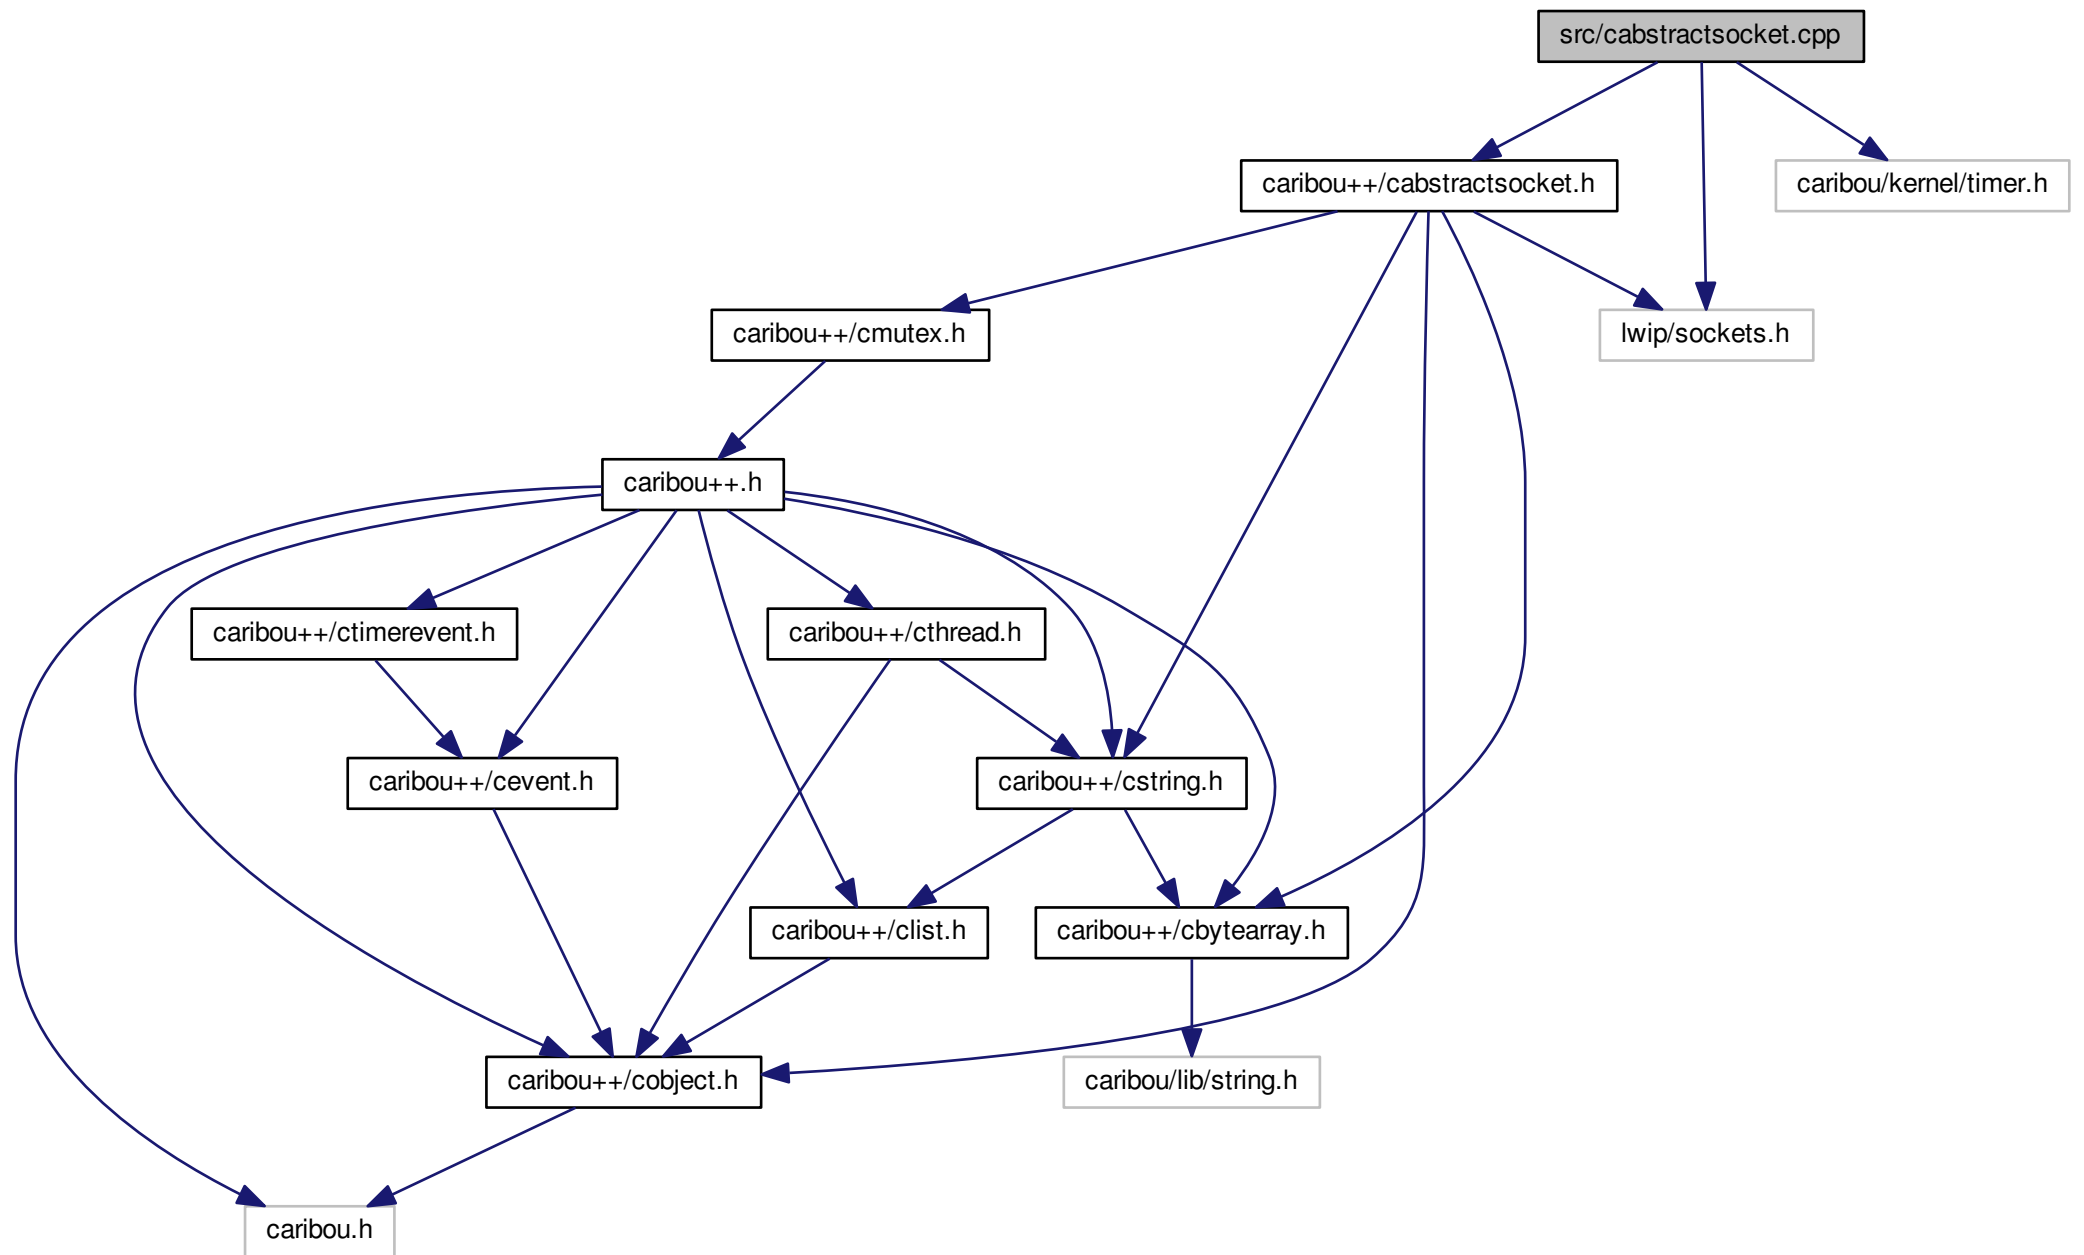 src/cabstractsocket.cpp
caribou++/cabstractsocket.h
caribou/kernel/timer.h
caribou++/cmutex.h
lwip/sockets.h
caribou++.h
caribou++/ctimerevent.h
caribou++/cthread.h
caribou++/cevent.h
caribou++/cstring.h
caribou++/clist.h
caribou++/cbytearray.h
caribou++/cobject.h
caribou/lib/string.h
caribou.h